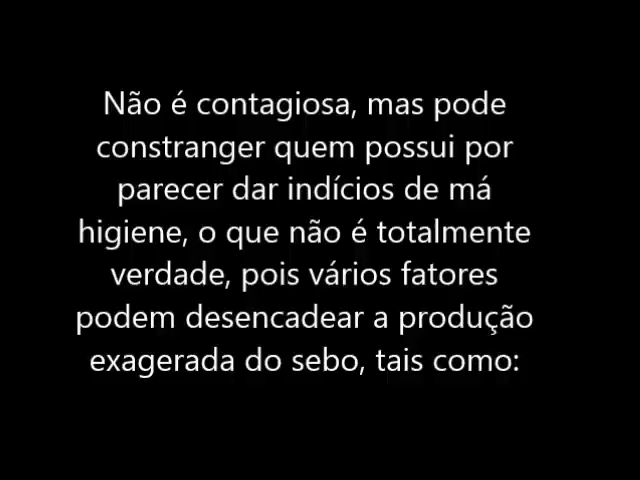 Não é contagiosa, mas pode
constranger quem possui por
parecer dar indícios de má
higiene, o que não é totalmente
verdade, pois vários fatores
podem desencadear a produção
exagerada do sebo, tais como: